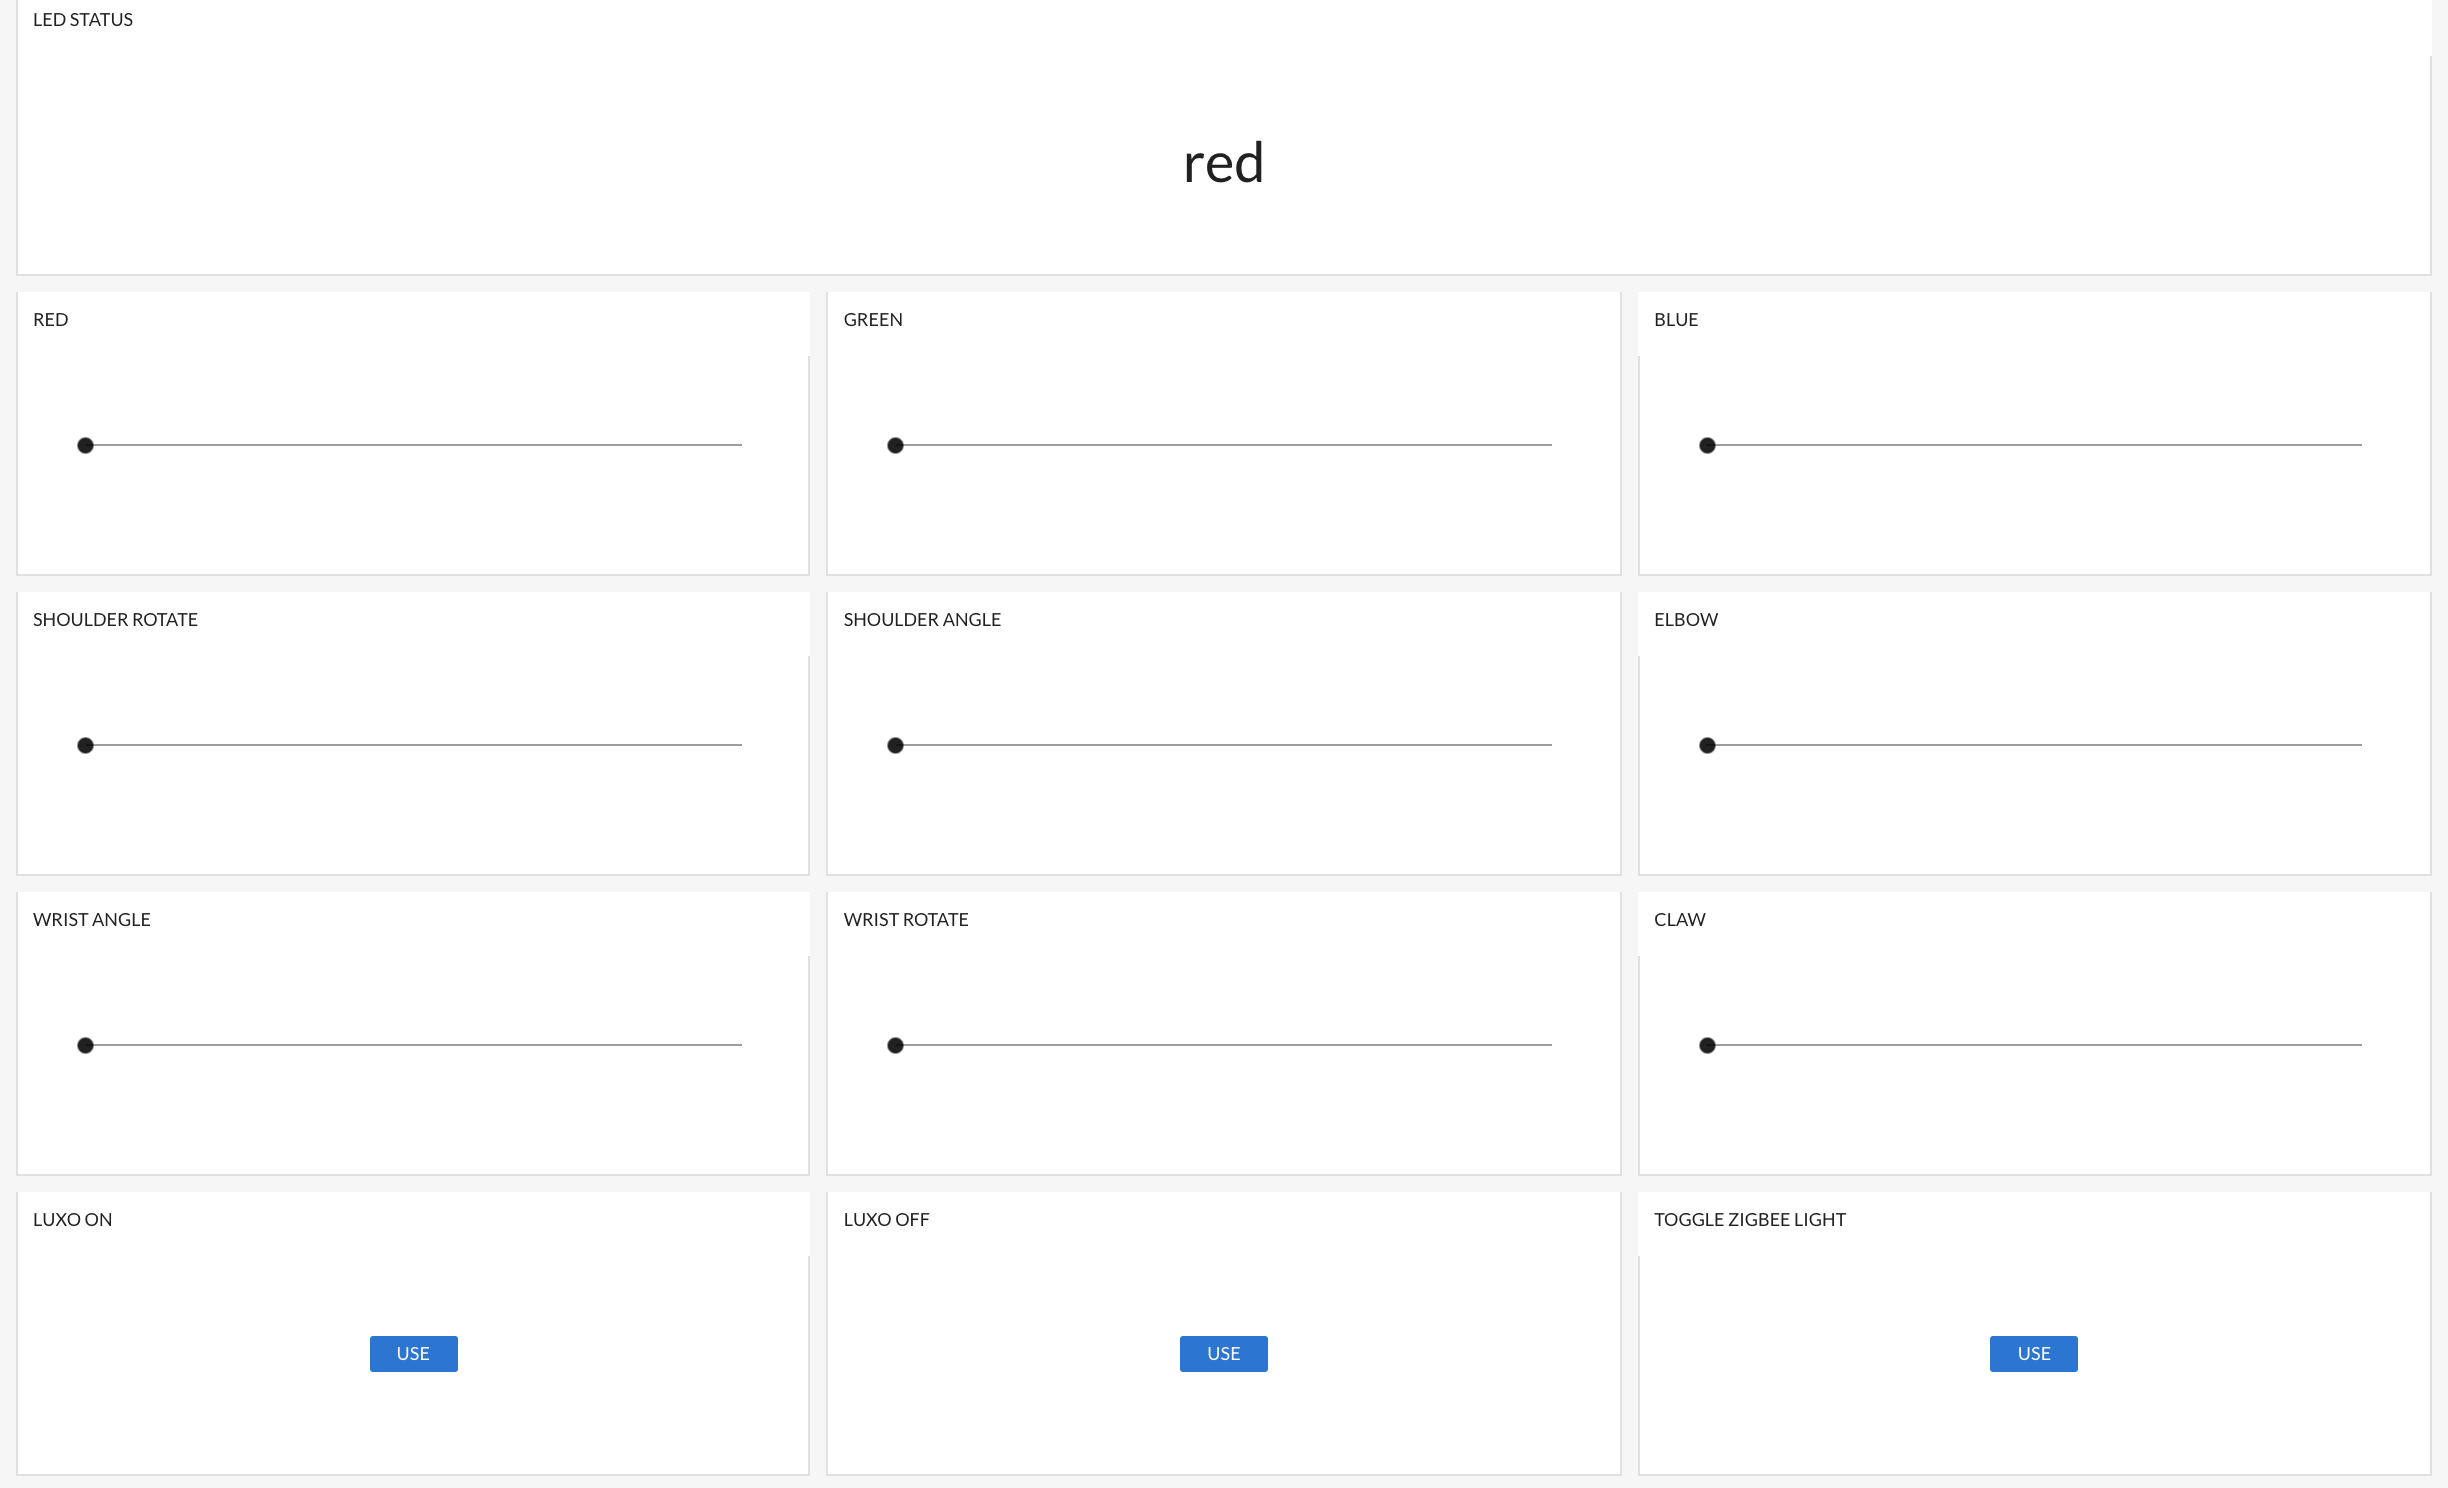 LED STATUS
red
RED
GREEN
BLUE
SHOULDER ROTATE
SHOULDER ANGLE
ELBOW
WRIST ANGLE
WRIST ROTATE
CLAW
LUXO ON
LUXO OFF
TOGGLE ZIGBEE LIGHT
USE
USE
USE